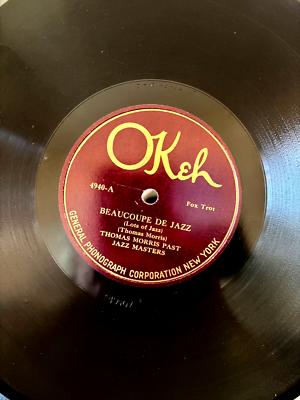 OKeh
4940-A
Fox Trot
BEAUCOUPE DE JAZZ
(Lots of Jazz)
(Thomas Morris)
THOMAS MORRIS PAST
JAZZ MASTERS
GENERAL PHONOGRAPH CORPORATION NEW YORK